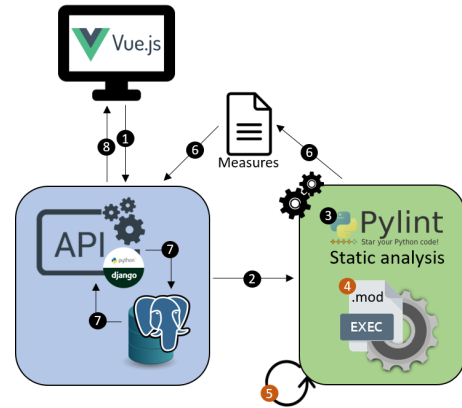 Vue.js
8
1
6
Measures
6
API
python
django
7
7
2
3
Pylint
Star your Python code!
Static analysis
4
.mod
EXEC
5